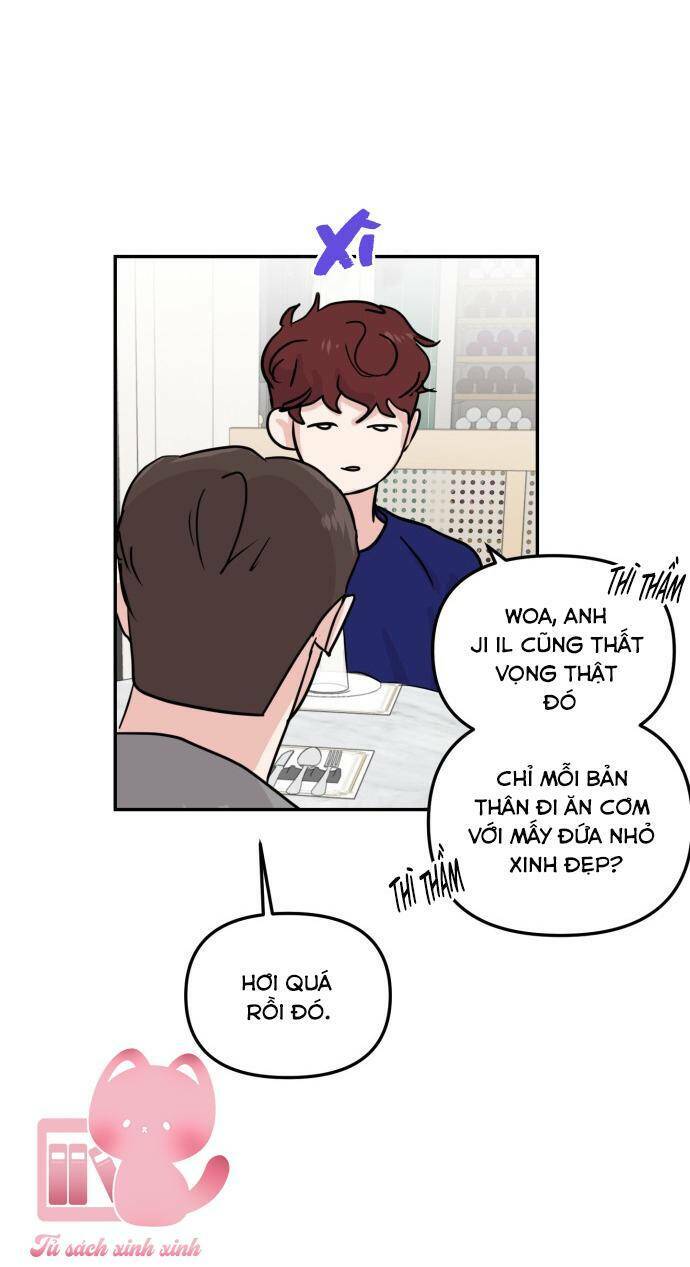 XÌ
THÌ THẦM
WOA, ANH
JI IL CŨNG THẤT
VỌNG THẬT
ĐÓ
CHỈ MỖI BẢN
THÂN ĐI ĂN CƠM
VỚI MẤY ĐỨA NHỎ
XINH ĐẸP?
THÌ THẦM
HƠI QUÁ
RỒI ĐÓ.
Tủ sách xinh xinh